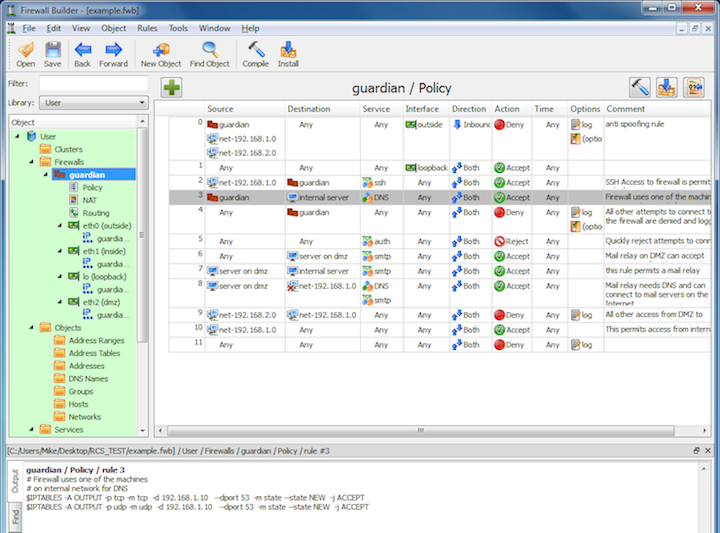 Firewall Builder - [example.fwb]
File Edit View Object Rules Tools Window Help
Open Save Back Forward New Object Find Object Compile Install
Filter:
Library: User
guardian / Policy
Object
User
Clusters
Firewalls
guardian
Policy
NAT
Routing
eth0 (outside)
guardia...
eth1 (inside)
guardia...
lo (loopback)
guardia...
eth2 (dmz)
guardia...
Objects
Address Ranges
Address Tables
Addresses
DNS Names
Groups
Hosts
Networks
Services
Source Destination Service Interface Direction Action Time Options Comment
0 guardian Any Any outside Inbound Deny Any log anti spoofing rule
net-192.168.1.0 (optio
net-192.168.2.0
1 Any Any Any loopback Both Accept Any
2 net-192.168.1.0 guardian ssh Any Both Accept Any SSH Access to firewall is permit
3 guardian internal server DNS Any Both Accept Any Firewall uses one of the machin
4 Any guardian Any Any Both Deny Any log All other attempts to connect to
(optio the firewall are denied and logg
5 Any Any auth Any Both Reject Any Quickly reject attempts to con
6 Any server on dmz smtp Any Both Accept Any Mail relay on DMZ can accept
7 server on dmz internal server smtp Any Both Accept Any this rule permits a mail relay
8 server on dmz net-192.168.1.0 DNS Any Both Accept Any Mail relay needs DNS and can
smtp connect to mail servers on the
Internet
9 net-192.168.2.0 Any Any Any Both Deny Any log All other access from DMZ to
10 net-192.168.1.0 Any Any Any Both Accept Any This permits access from intern
11 Any Any Any Any Both Deny Any log
[C:/Users/Mike/Desktop/RCS_TEST/example.fwb] / User / Firewalls / guardian / Policy / rule #3
Output
Find
guardian / Policy / rule 3
# Firewall uses one of the machines
# on internal network for DNS
$IPTABLES -A OUTPUT -p tcp -m tcp -d 192.168.1.10 --dport 53 -m state --state NEW -j ACCEPT
$IPTABLES -A OUTPUT -p udp -m udp -d 192.168.1.10 --dport 53 -m state --state NEW -j ACCEPT